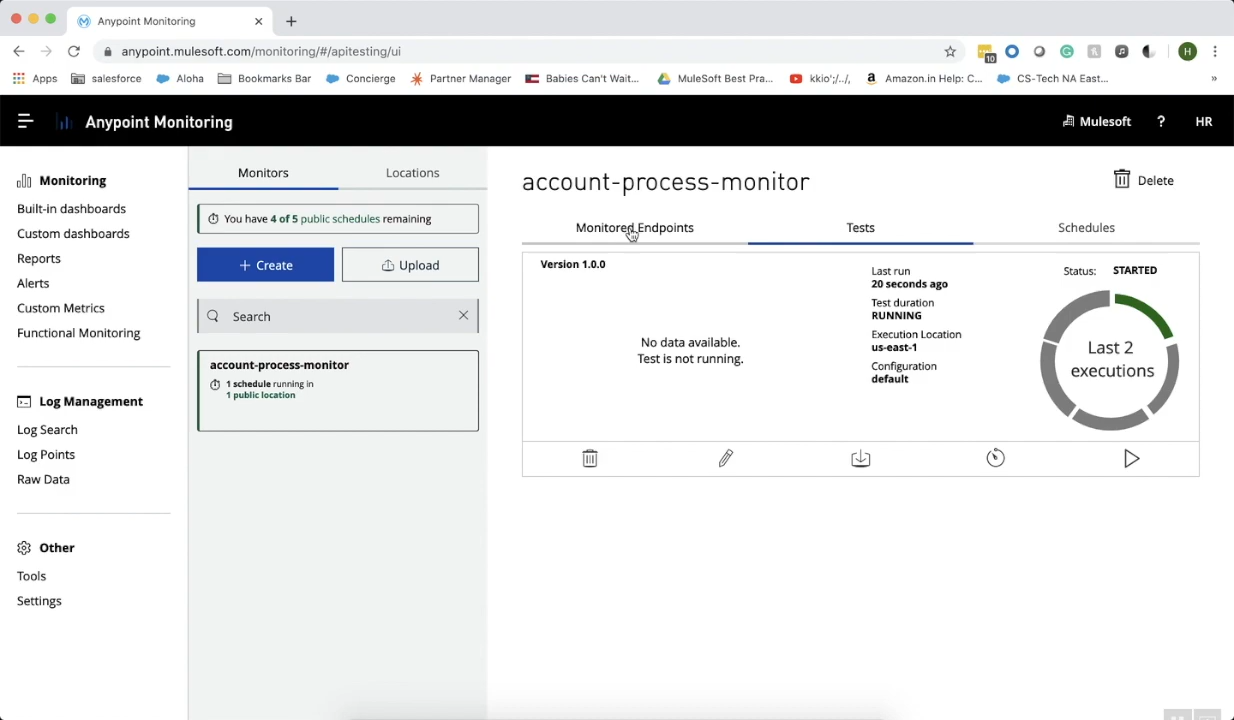 Anypoint Monitoring
anypoint.mulesoft.com/monitoring/#/apitesting/ui
10
H
Apps
salesforce
Aloha
Bookmarks Bar
Concierge
Partner Manager
Babies Can't Wait...
MuleSoft Best Pra...
kkio';/../,
Amazon.in Help: C...
CS-Tech NA East...
»
Anypoint Monitoring
Mulesoft
?
HR
Monitoring
Built-in dashboards
Custom dashboards
Reports
Alerts
Custom Metrics
Functional Monitoring
Log Management
Log Search
Log Points
Raw Data
Other
Tools
Settings
Monitors
Locations
You have 4 of 5 public schedules remaining
+ Create
Upload
Search
account-process-monitor
1 schedule running in
1 public location
account-process-monitor
Delete
Monitored Endpoints
Tests
Schedules
Version 1.0.0
No data available.
Test is not running.
Last run
20 seconds ago
Test duration
RUNNING
Execution Location
us-east-1
Configuration
default
Status: STARTED
Last 2
executions